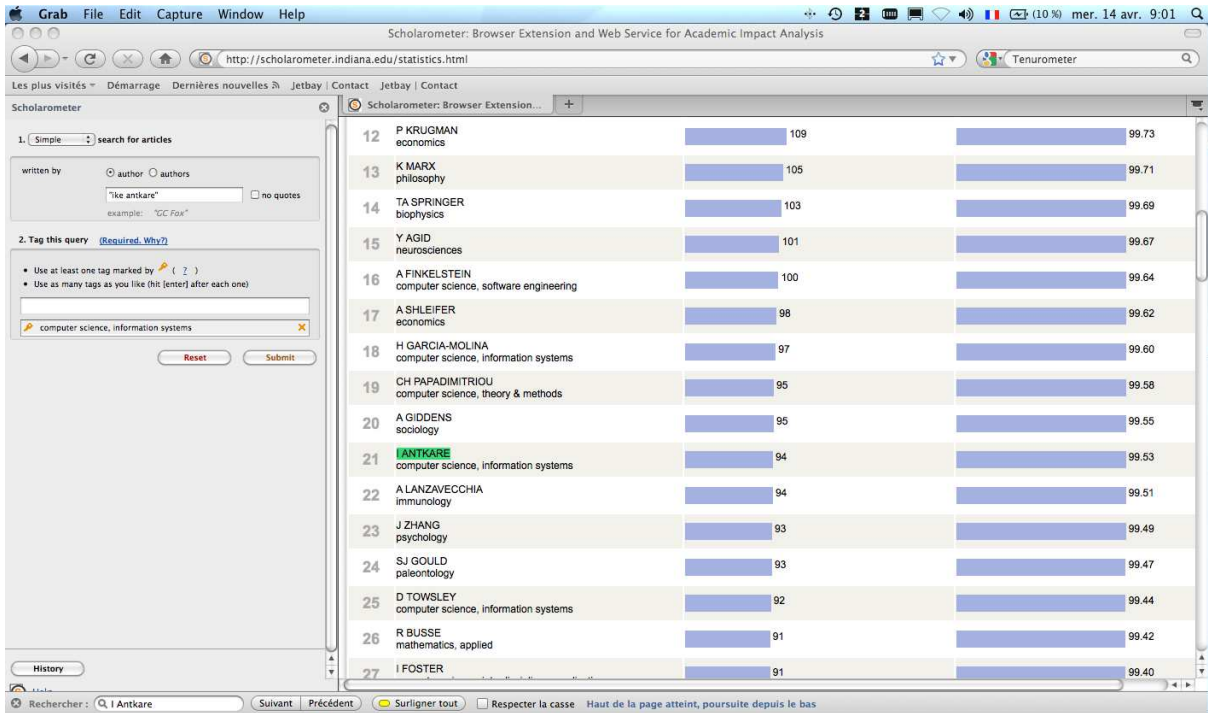 Grab File Edit Capture Window Help (10 %) mer. 14 avr. 9:01
Scholarometer: Browser Extension and Web Service for Academic Impact Analysis
http://scholarometer.indiana.edu/statistics.html Tenurometer
Les plus visités Démarrage Dernières nouvelles Jetbay | Contact Jetbay | Contact
Scholarometer
Scholarometer: Browser Extension... +
1. Simple search for articles
written by author authors
"ike antkare" no quotes
example: "GC Fox"
2. Tag this query (Required. Why?)
• Use at least one tag marked by ( ? )
• Use as many tags as you like (hit [enter] after each one)
computer science, information systems
Reset Submit
History
Help
12 P KRUGMAN 109 99.73
economics
13 K MARX 105 99.71
philosophy
14 TA SPRINGER 103 99.69
biophysics
15 Y AGID 101 99.67
neurosciences
16 A FINKELSTEIN 100 99.64
computer science, software engineering
17 A SHLEIFER 98 99.62
economics
18 H GARCIA-MOLINA 97 99.60
computer science, information systems
19 CH PAPADIMITRIOU 95 99.58
computer science, theory & methods
20 A GIDDENS 95 99.55
sociology
21 I ANTKARE 94 99.53
computer science, information systems
22 A LANZAVECCHIA 94 99.51
immunology
23 J ZHANG 93 99.49
psychology
24 SJ GOULD 93 99.47
paleontology
25 D TOWSLEY 92 99.44
computer science, information systems
26 R BUSSE 91 99.42
mathematics, applied
27 I FOSTER 91 99.40
Rechercher : I Antkare Suivant Précédent Surligner tout Respecter la casse Haut de la page atteint, poursuite depuis le bas